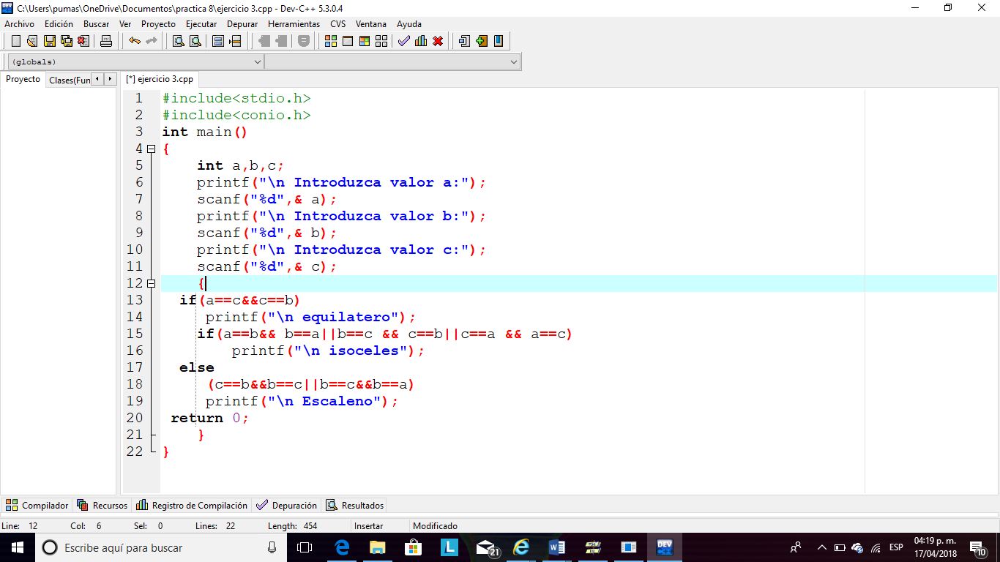 C:\Users\pumas\OneDrive\Documentos\practica 8\ejercicio 3.cpp - Dev-C++ 5.3.0.4
Archivo Edición Buscar Ver Proyecto Ejecutar Depurar Herramientas CVS Ventana Ayuda
(globals)
Proyecto Clases(Fun [*] ejercicio 3.cpp
1 #include<stdio.h>
2 #include<conio.h>
3 int main()
4 {
5 int a,b,c;
6 printf("\n Introduzca valor a:");
7 scanf("%d",& a);
8 printf("\n Introduzca valor b:");
9 scanf("%d",& b);
10 printf("\n Introduzca valor c:");
11 scanf("%d",& c);
12 {
13 if(a==c&&c==b)
14 printf("\n equilatero");
15 if(a==b&& b==a||b==c && c==b||c==a && a==c)
16 printf("\n isoceles");
17 else
18 (c==b&&b==c||b==c&&b==a)
19 printf("\n Escaleno");
20 return 0;
21 }
22 }
Compilador Recursos Registro de Compilación Depuración Resultados
Line: 12 Col: 6 Sel: 0 Lines: 22 Length: 454 Insertar Modificado
Escribe aquí para buscar L 21 W DEV ESP 04:19 p. m.
17/04/2018 10